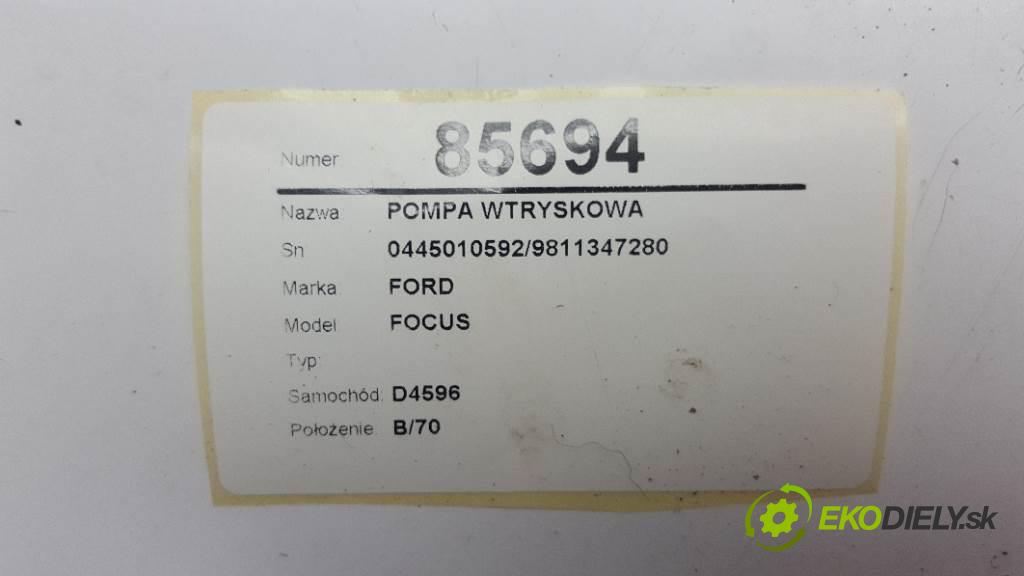 Numer 85694
Nazwa POMPA WTRYSKOWA
Sn 0445010592/9811347280
Marka FORD
Model FOCUS
Typ:
Samochód: D4596
Położenie B/70
EKODIELY.sk